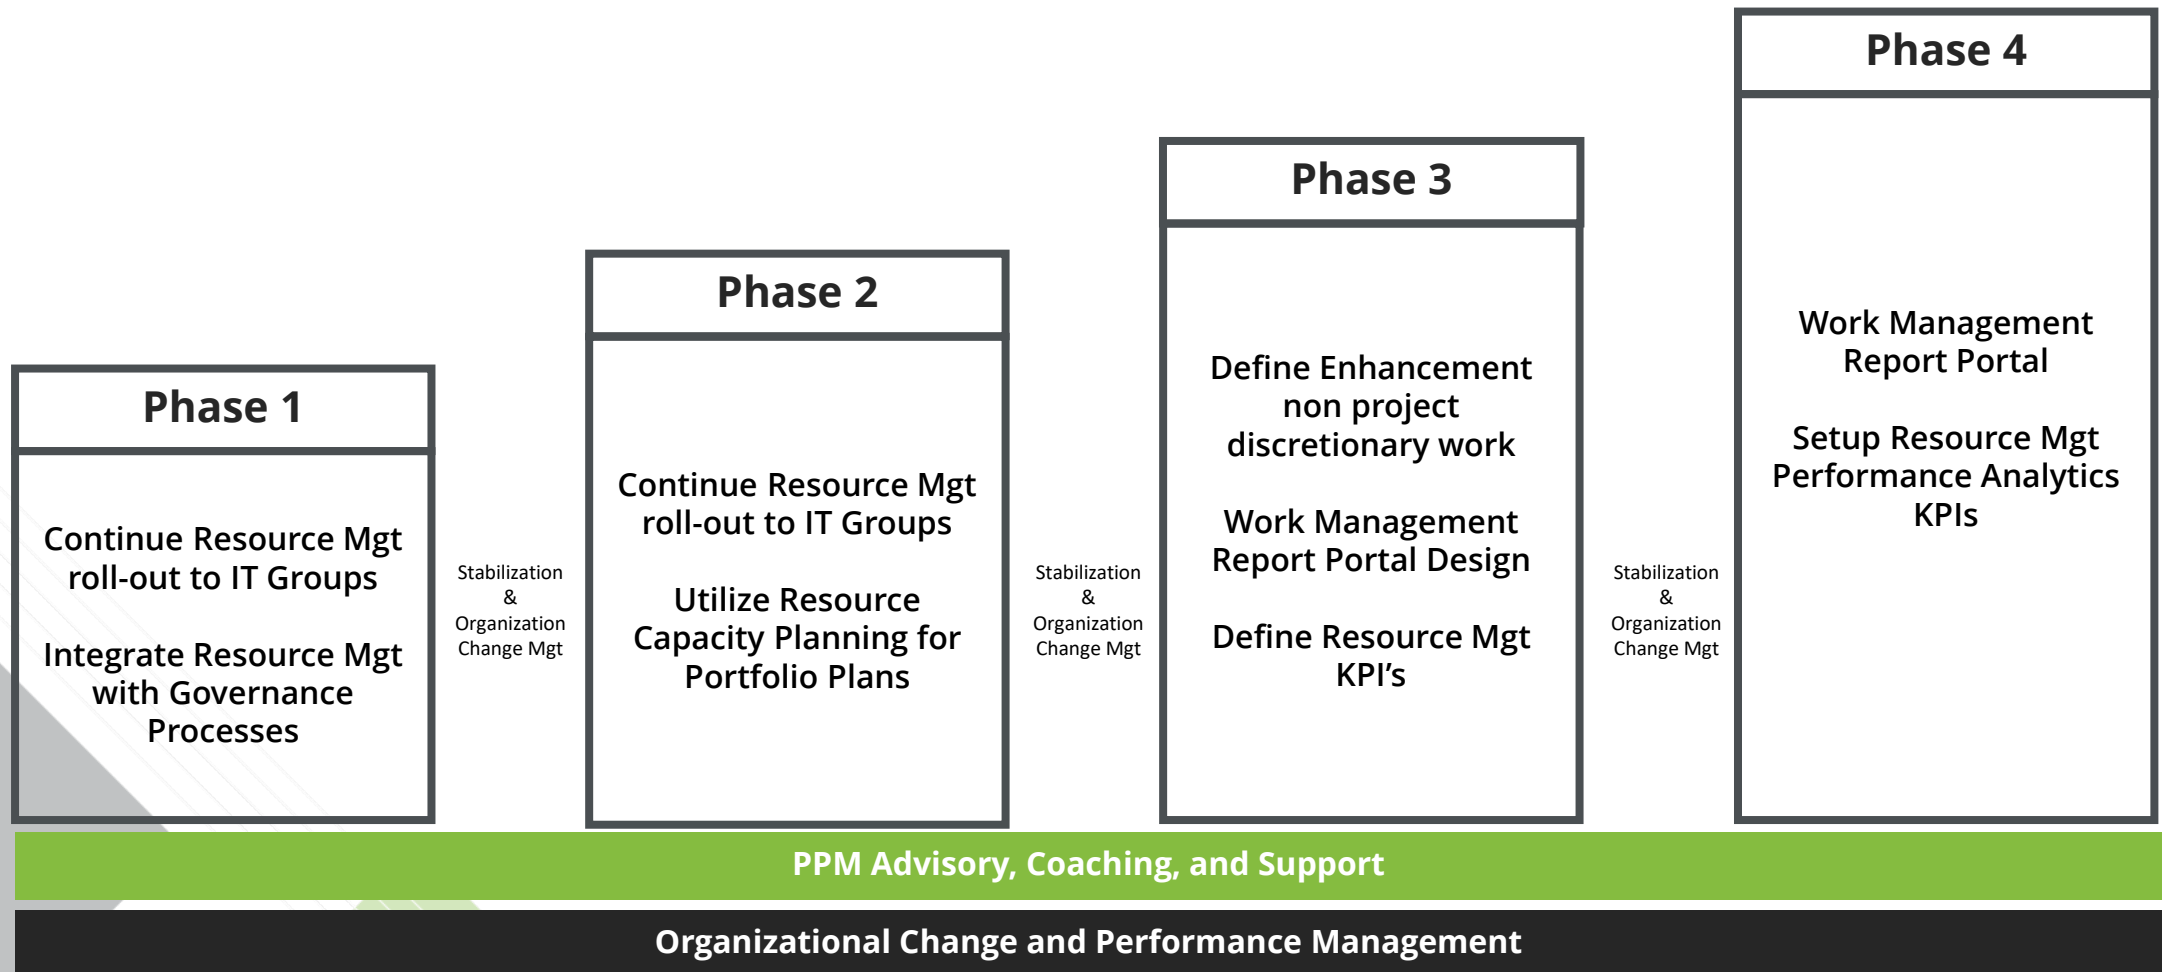 Phase 1
Continue Resource Mgt
roll-out to IT Groups
Integrate Resource Mgt
with Governance
Processes
Stabilization
&
Organization
Change Mgt
Phase 2
Continue Resource Mgt
roll-out to IT Groups
Utilize Resource
Capacity Planning for
Portfolio Plans
Stabilization
&
Organization
Change Mgt
Phase 3
Define Enhancement
non project
discretionary work
Work Management
Report Portal Design
Define Resource Mgt
KPI’s
Stabilization
&
Organization
Change Mgt
Phase 4
Work Management
Report Portal
Setup Resource Mgt
Performance Analytics
KPIs
PPM Advisory, Coaching, and Support
Organizational Change and Performance Management